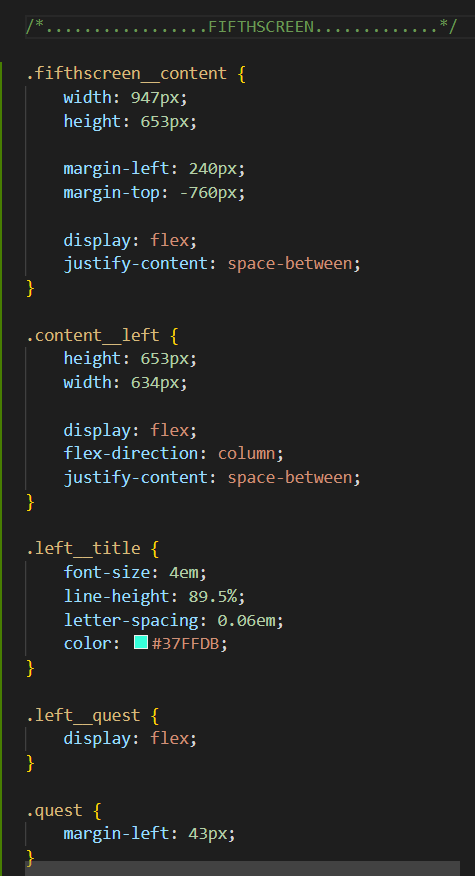 /*.................FIFTHSCREEN.............*/
.fifthscreen__content {
width: 947px;
height: 653px;
margin-left: 240px;
margin-top: -760px;
display: flex;
justify-content: space-between;
}
.content__left {
height: 653px;
width: 634px;
display: flex;
flex-direction: column;
justify-content: space-between;
}
.left__title {
font-size: 4em;
line-height: 89.5%;
letter-spacing: 0.06em;
color: #37FFDB;
}
.left__quest {
display: flex;
}
.quest {
margin-left: 43px;
}